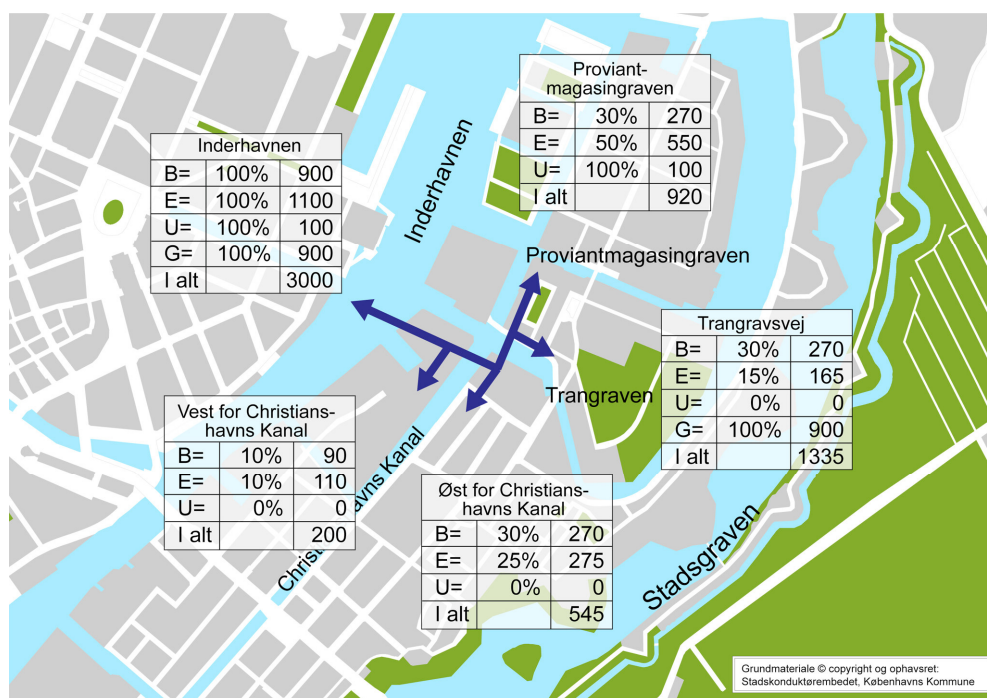 Proviant-
magasingraven
B= 30% 270
E= 50% 550
U= 100% 100
I alt 920
Inderhavnen
B= 100% 900
E= 100% 1100
U= 100% 100
G= 100% 900
I alt 3000
Inderhavnen
Proviantmagasingraven
Trangravsvej
B= 30% 270
E= 15% 165
U= 0% 0
G= 100% 900
I alt 1335
Trangraven
Vest for Christians-
havns Kanal
B= 10% 90
E= 10% 110
U= 0% 0
I alt 200
Christ avns Kanal
Øst for Christians-
havns Kanal
B= 30% 270
E= 25% 275
U= 0% 0
I alt 545
Stadsgraven
Grundmateriale © copyright og ophavsret:
Stadskonduktørembedet, Københavns Kommune